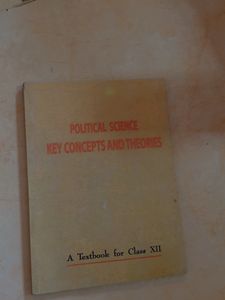 POLITICAL SCIENCE
KEY CONCEPTS AND THEORIES
A Textbook for Class XII